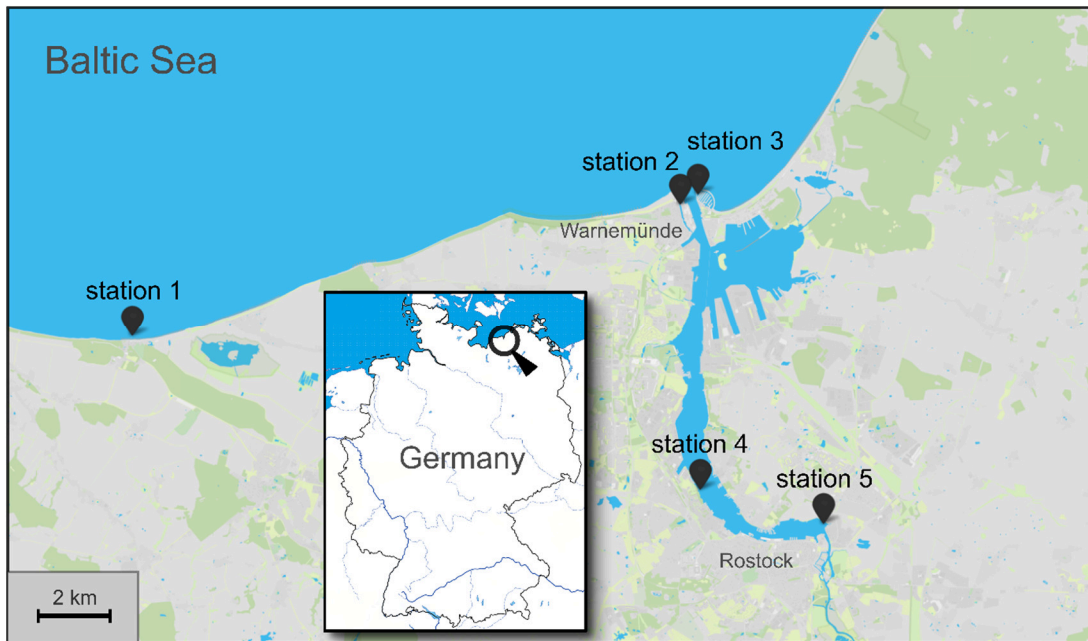 Baltic Sea
station 3
station 2
Warnemünde
station 1
station 4
Germany
station 5
Rostock
2 km